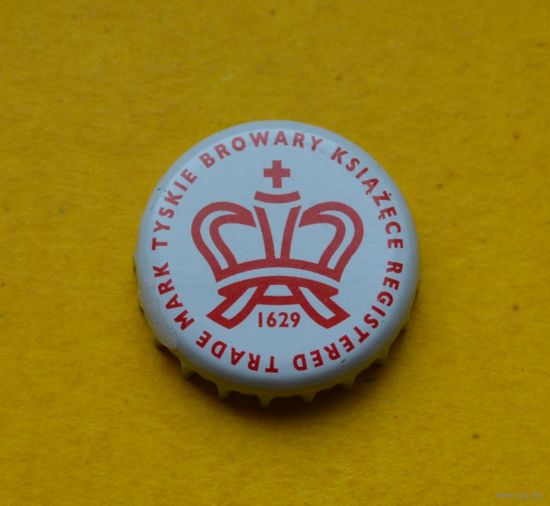 TYSKIE BROWARY KSIĄŻĘCE REGISTERED TRADE MARK
1629